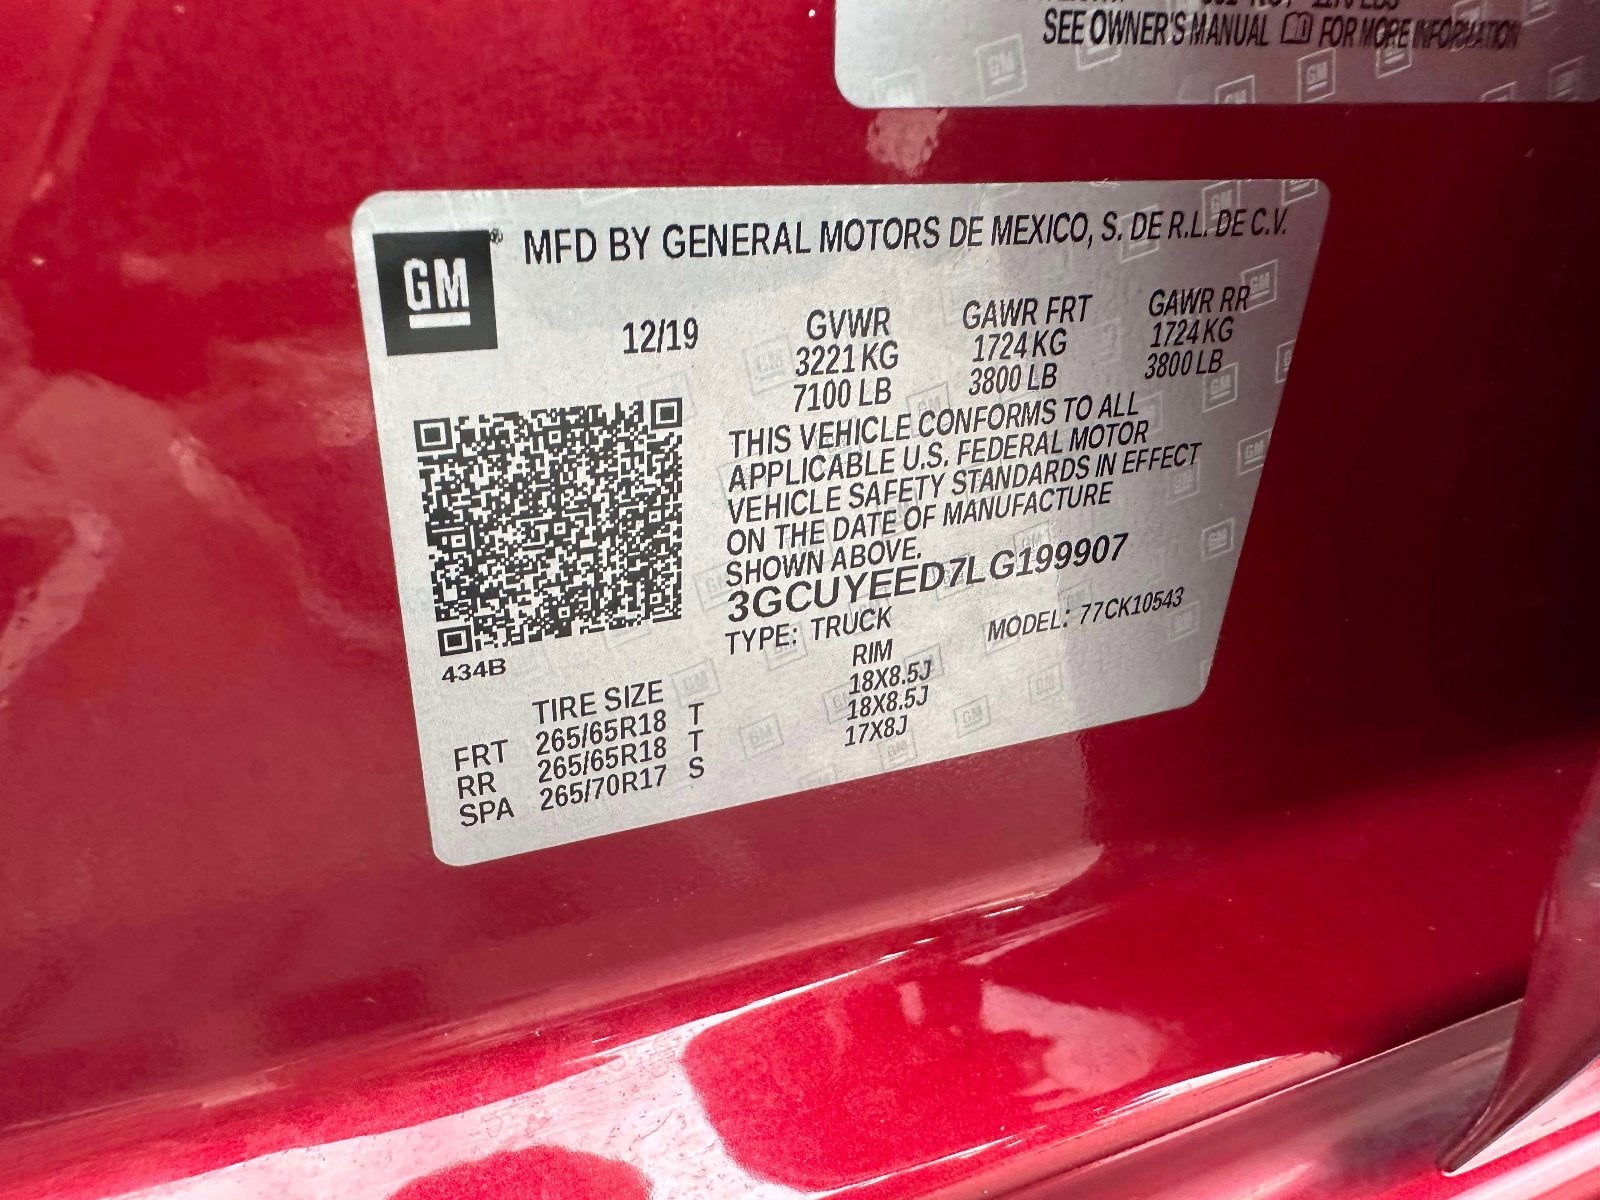 SEE OWNER'S MANUAL FOR MORE INFORMATION
GM® MFD BY GENERAL MOTORS DE MEXICO, S. DE R.L. DE C.V.
12/19
GVWR GAWR FRT GAWR RR
3221 KG 1724 KG 1724 KG
7100 LB 3800 LB 3800 LB
THIS VEHICLE CONFORMS TO ALL
APPLICABLE U.S. FEDERAL MOTOR
VEHICLE SAFETY STANDARDS IN EFFECT
ON THE DATE OF MANUFACTURE
SHOWN ABOVE.
3GCUYEED7LG199907
TYPE: TRUCK MODEL: 77CK10543
434B
TIRE SIZE RIM
FRT 265/65R18 T 18X8.5J
RR 265/65R18 T 18X8.5J
SPA 265/70R17 S 17X8J